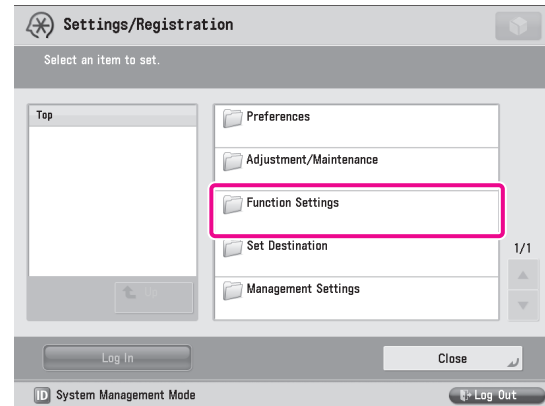 Settings/Registration
Select an item to set.
Top
Preferences
Adjustment/Maintenance
Function Settings
Set Destination
1/1
Management Settings
Up
Log In
Close
ID System Management Mode
Log Out